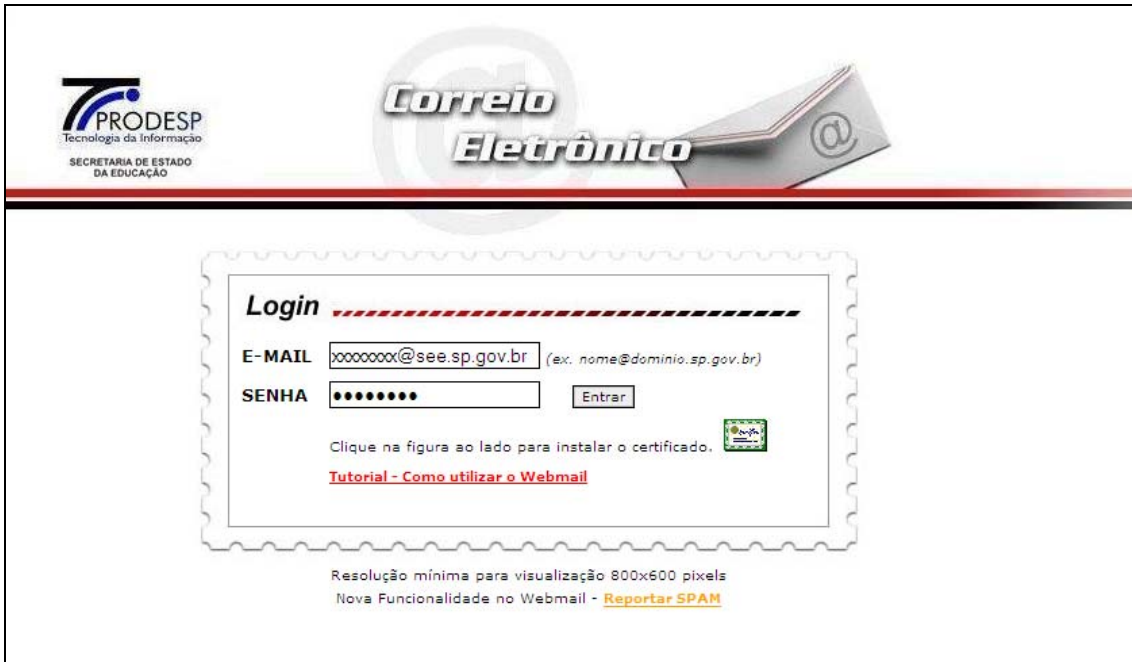 PRODESP
Tecnologia da Informação
SECRETARIA DE ESTADO
DA EDUCAÇÃO
Correio
Eletrônico
@
Login
E-MAIL xxxxxxxx@see.sp.gov.br (ex. nome@dominio.sp.gov.br)
SENHA •••••••• Entrar
Clique na figura ao lado para instalar o certificado.
Tutorial - Como utilizar o Webmail
Resolução mínima para visualização 800x600 pixels
Nova Funcionalidade no Webmail - Reportar SPAM